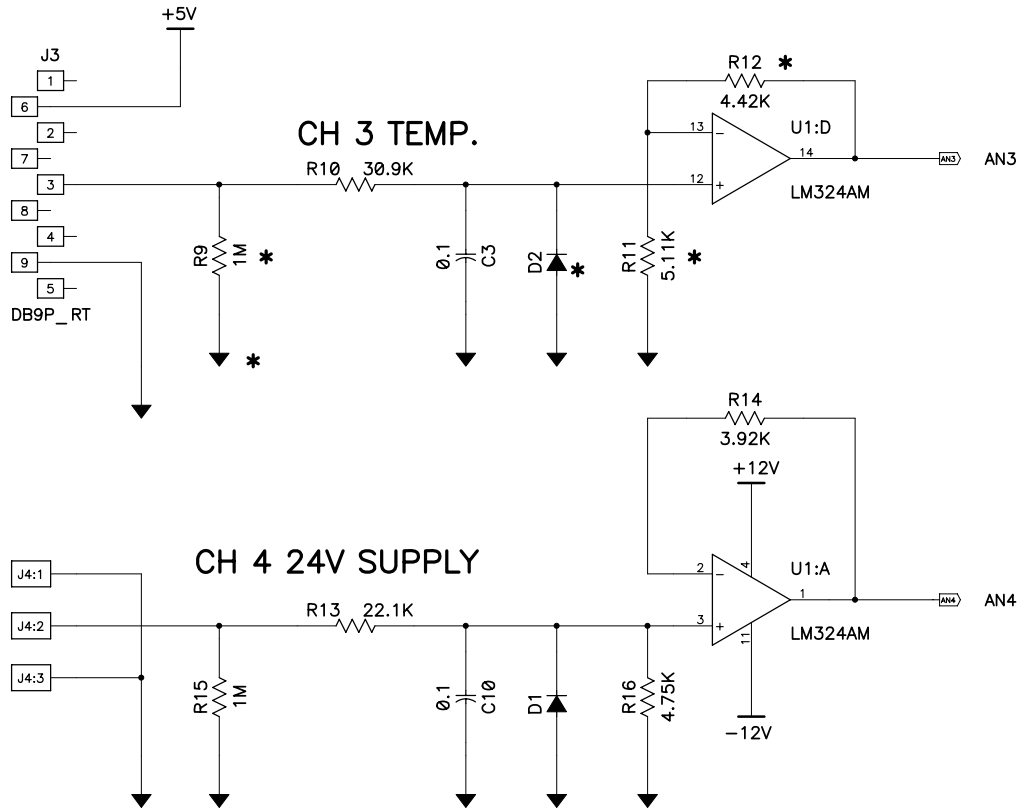 +5V
J3
1
6
2
7
3
8
4
9
5
DB9P_RT
CH 3 TEMP.
R10 30.9K
R9 1M *
*
0.1 C3
D2 *
R11 5.11K *
R12 *
4.42K
13
12
-
+
U1:D
14
LM324AM
AN3
AN3
CH 4 24V SUPPLY
J4:1
J4:2
J4:3
R13 22.1K
R15 1M
0.1 C10
D1
R16 4.75K
R14
3.92K
+12V
2
3
-
+
4
11
U1:A
1
LM324AM
-12V
AN4
AN4